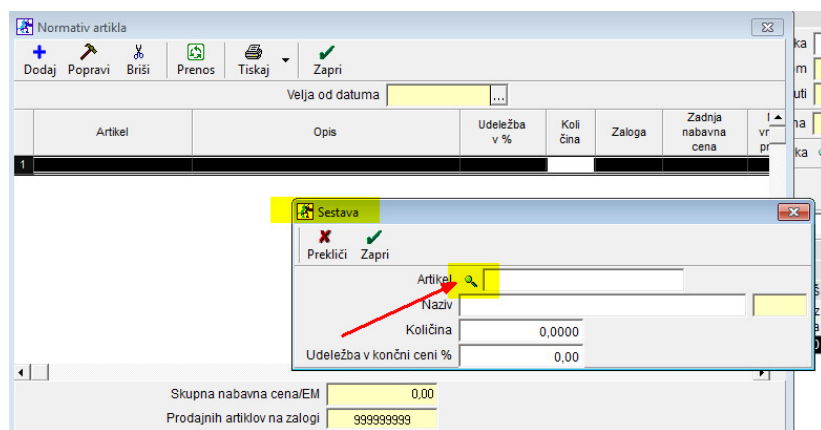 Normativ artikla
Dodaj Popravi Briši Prenos Tiskaj Zapri
Velja od datuma ...
Artikel Opis Udeležba v % Koli čina Zaloga Zadnja nabavna cena
1
Sestava
Prekliči Zapri
Artikel
Naziv
Količina 0,0000
Udeležba v končni ceni % 0,00
Skupna nabavna cena/EM 0,00
Prodajnih artiklov na zalogi 999999999